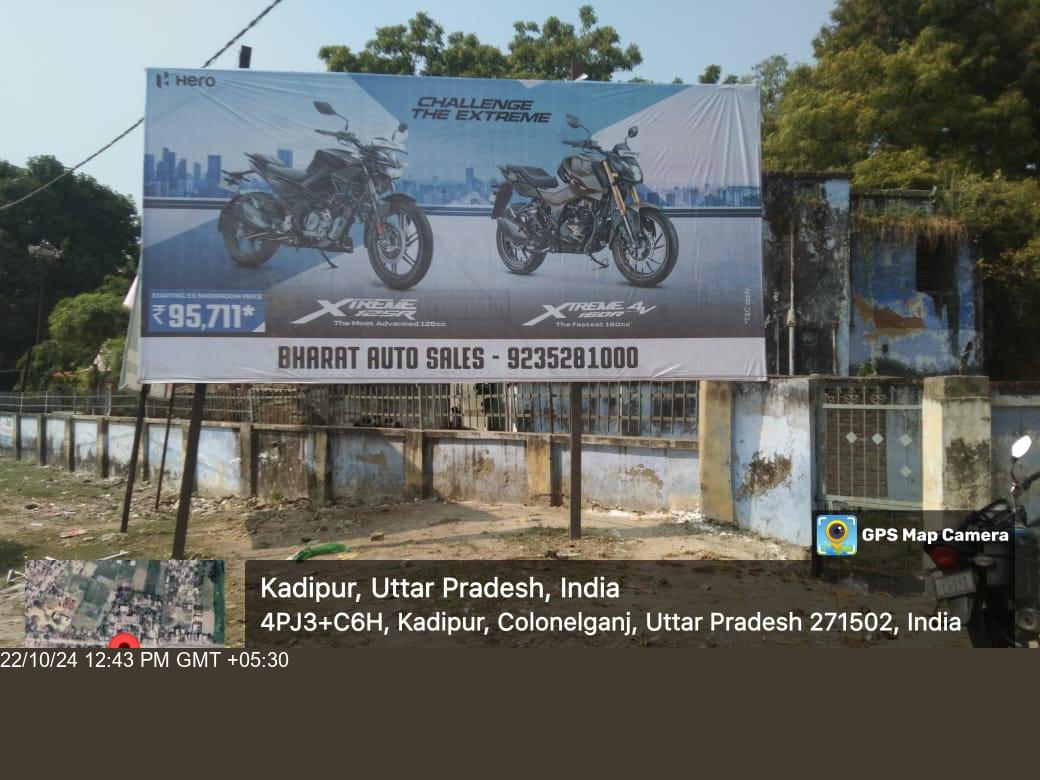 Hero
CHALLENGE
THE EXTREME
STARTING EX SHOWROOM PRICE
₹95,711*
XTREME
125R
The Most Advanced 125cc
XTREME 4V
160R
The Fastest 160cc
*T&C apply
BHARAT AUTO SALES - 9235281000
GPS Map Camera
Kadipur, Uttar Pradesh, India
4PJ3+C6H, Kadipur, Colonelganj, Uttar Pradesh 271502, India
22/10/24 12:43 PM GMT +05:30